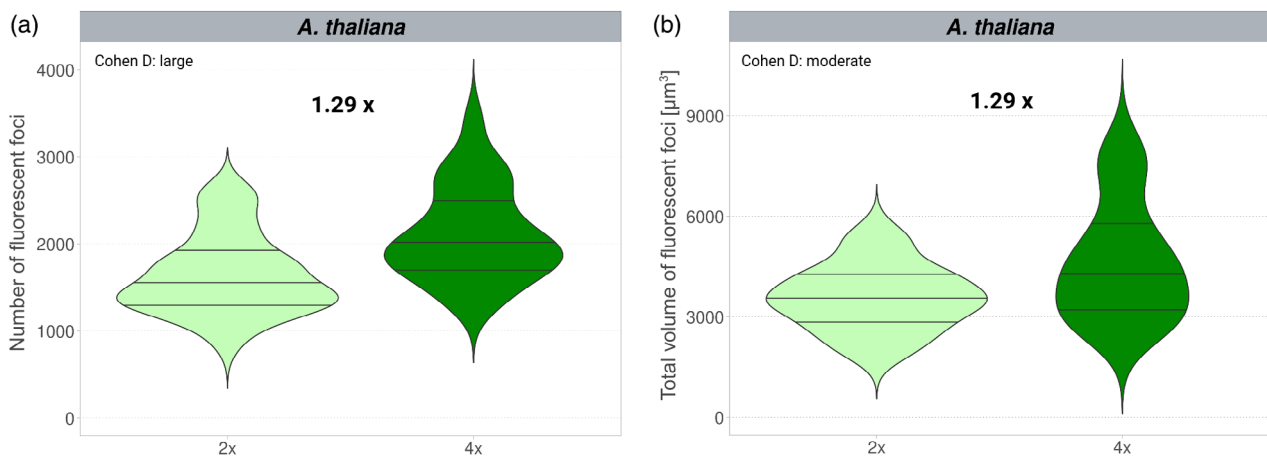 (a)
A. thaliana
Cohen D: large
1.29 x
Number of fluorescent foci
4000
3000
2000
1000
0
2x
4x
(b)
A. thaliana
Cohen D: moderate
1.29 x
Total volume of fluorescent foci [µm³]
9000
6000
3000
0
2x
4x